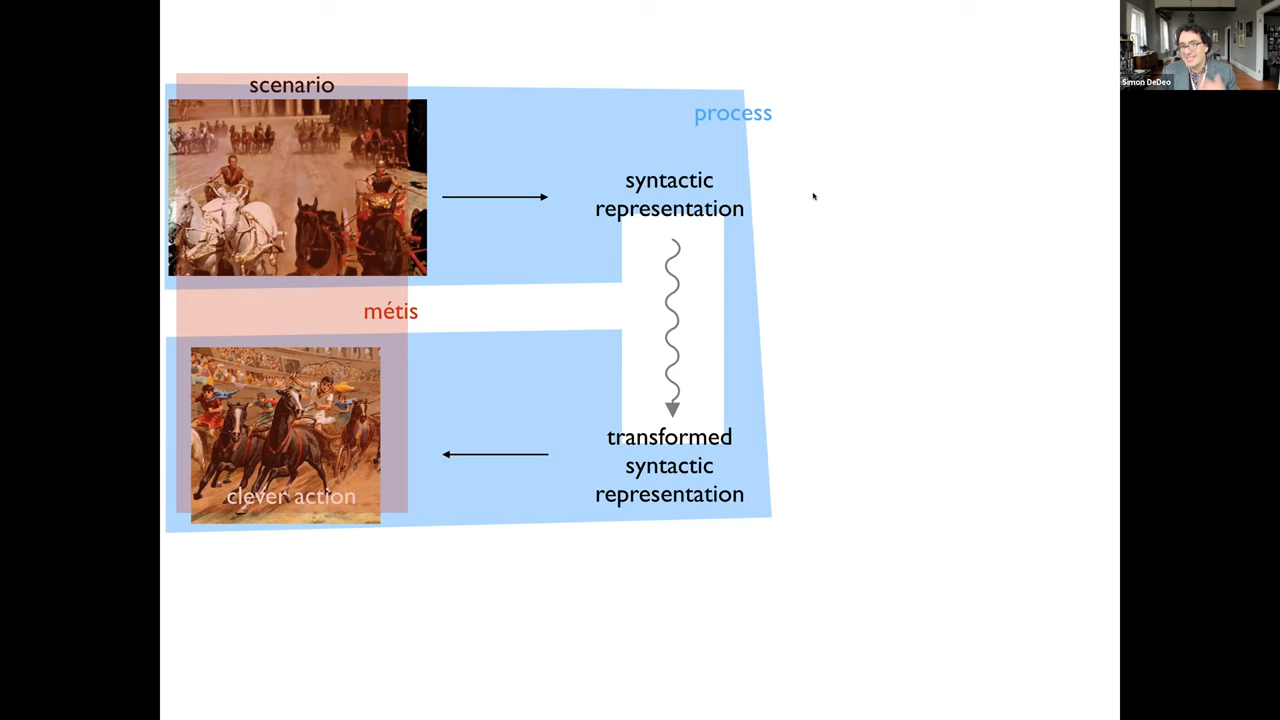 scenario
process
syntactic
representation
métis
transformed
syntactic
representation
clever action
Simon DeDeo